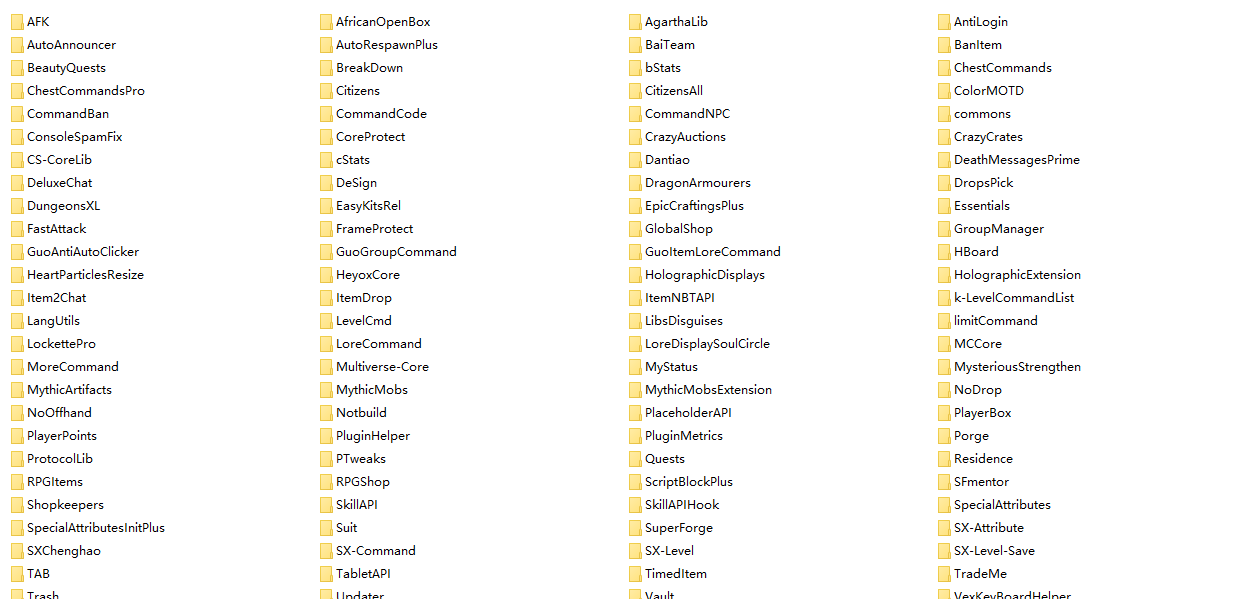 AFK AfricanOpenBox AgarthaLib AntiLogin
AutoAnnouncer AutoRespawnPlus BaiTeam BanItem
BeautyQuests BreakDown bStats ChestCommands
ChestCommandsPro Citizens CitizensAll ColorMOTD
CommandBan CommandCode CommandNPC commons
ConsoleSpamFix CoreProtect CrazyAuctions CrazyCrates
CS-CoreLib cStats Dantiao DeathMessagesPrime
DeluxeChat DeSign DragonArmourers DropsPick
DungeonsXL EasyKitsRel EpicCraftingsPlus Essentials
FastAttack FrameProtect GlobalShop GroupManager
GuoAntiAutoClicker GuoGroupCommand GuoItemLoreCommand HBoard
HeartParticlesResize HeyoxCore HolographicDisplays HolographicExtension
Item2Chat ItemDrop ItemNBTAPI k-LevelCommandList
LangUtils LevelCmd LibsDisguises limitCommand
LockettePro LoreCommand LoreDisplaySoulCircle MCCore
MoreCommand Multiverse-Core MyStatus MysteriousStrengthen
MythicArtifacts MythicMobs MythicMobsExtension NoDrop
NoOffhand Notbuild PlaceholderAPI PlayerBox
PlayerPoints PluginHelper PluginMetrics Porge
ProtocolLib PTweaks Quests Residence
RPGItems RPGShop ScriptBlockPlus SFmentor
Shopkeepers SkillAPI SkillAPIHook SpecialAttributes
SpecialAttributesInitPlus Suit SuperForge SX-Attribute
SXChenghao SX-Command SX-Level SX-Level-Save
TAB TabletAPI TimedItem TradeMe
Trash Updater Vault VexKeyBoardHelper